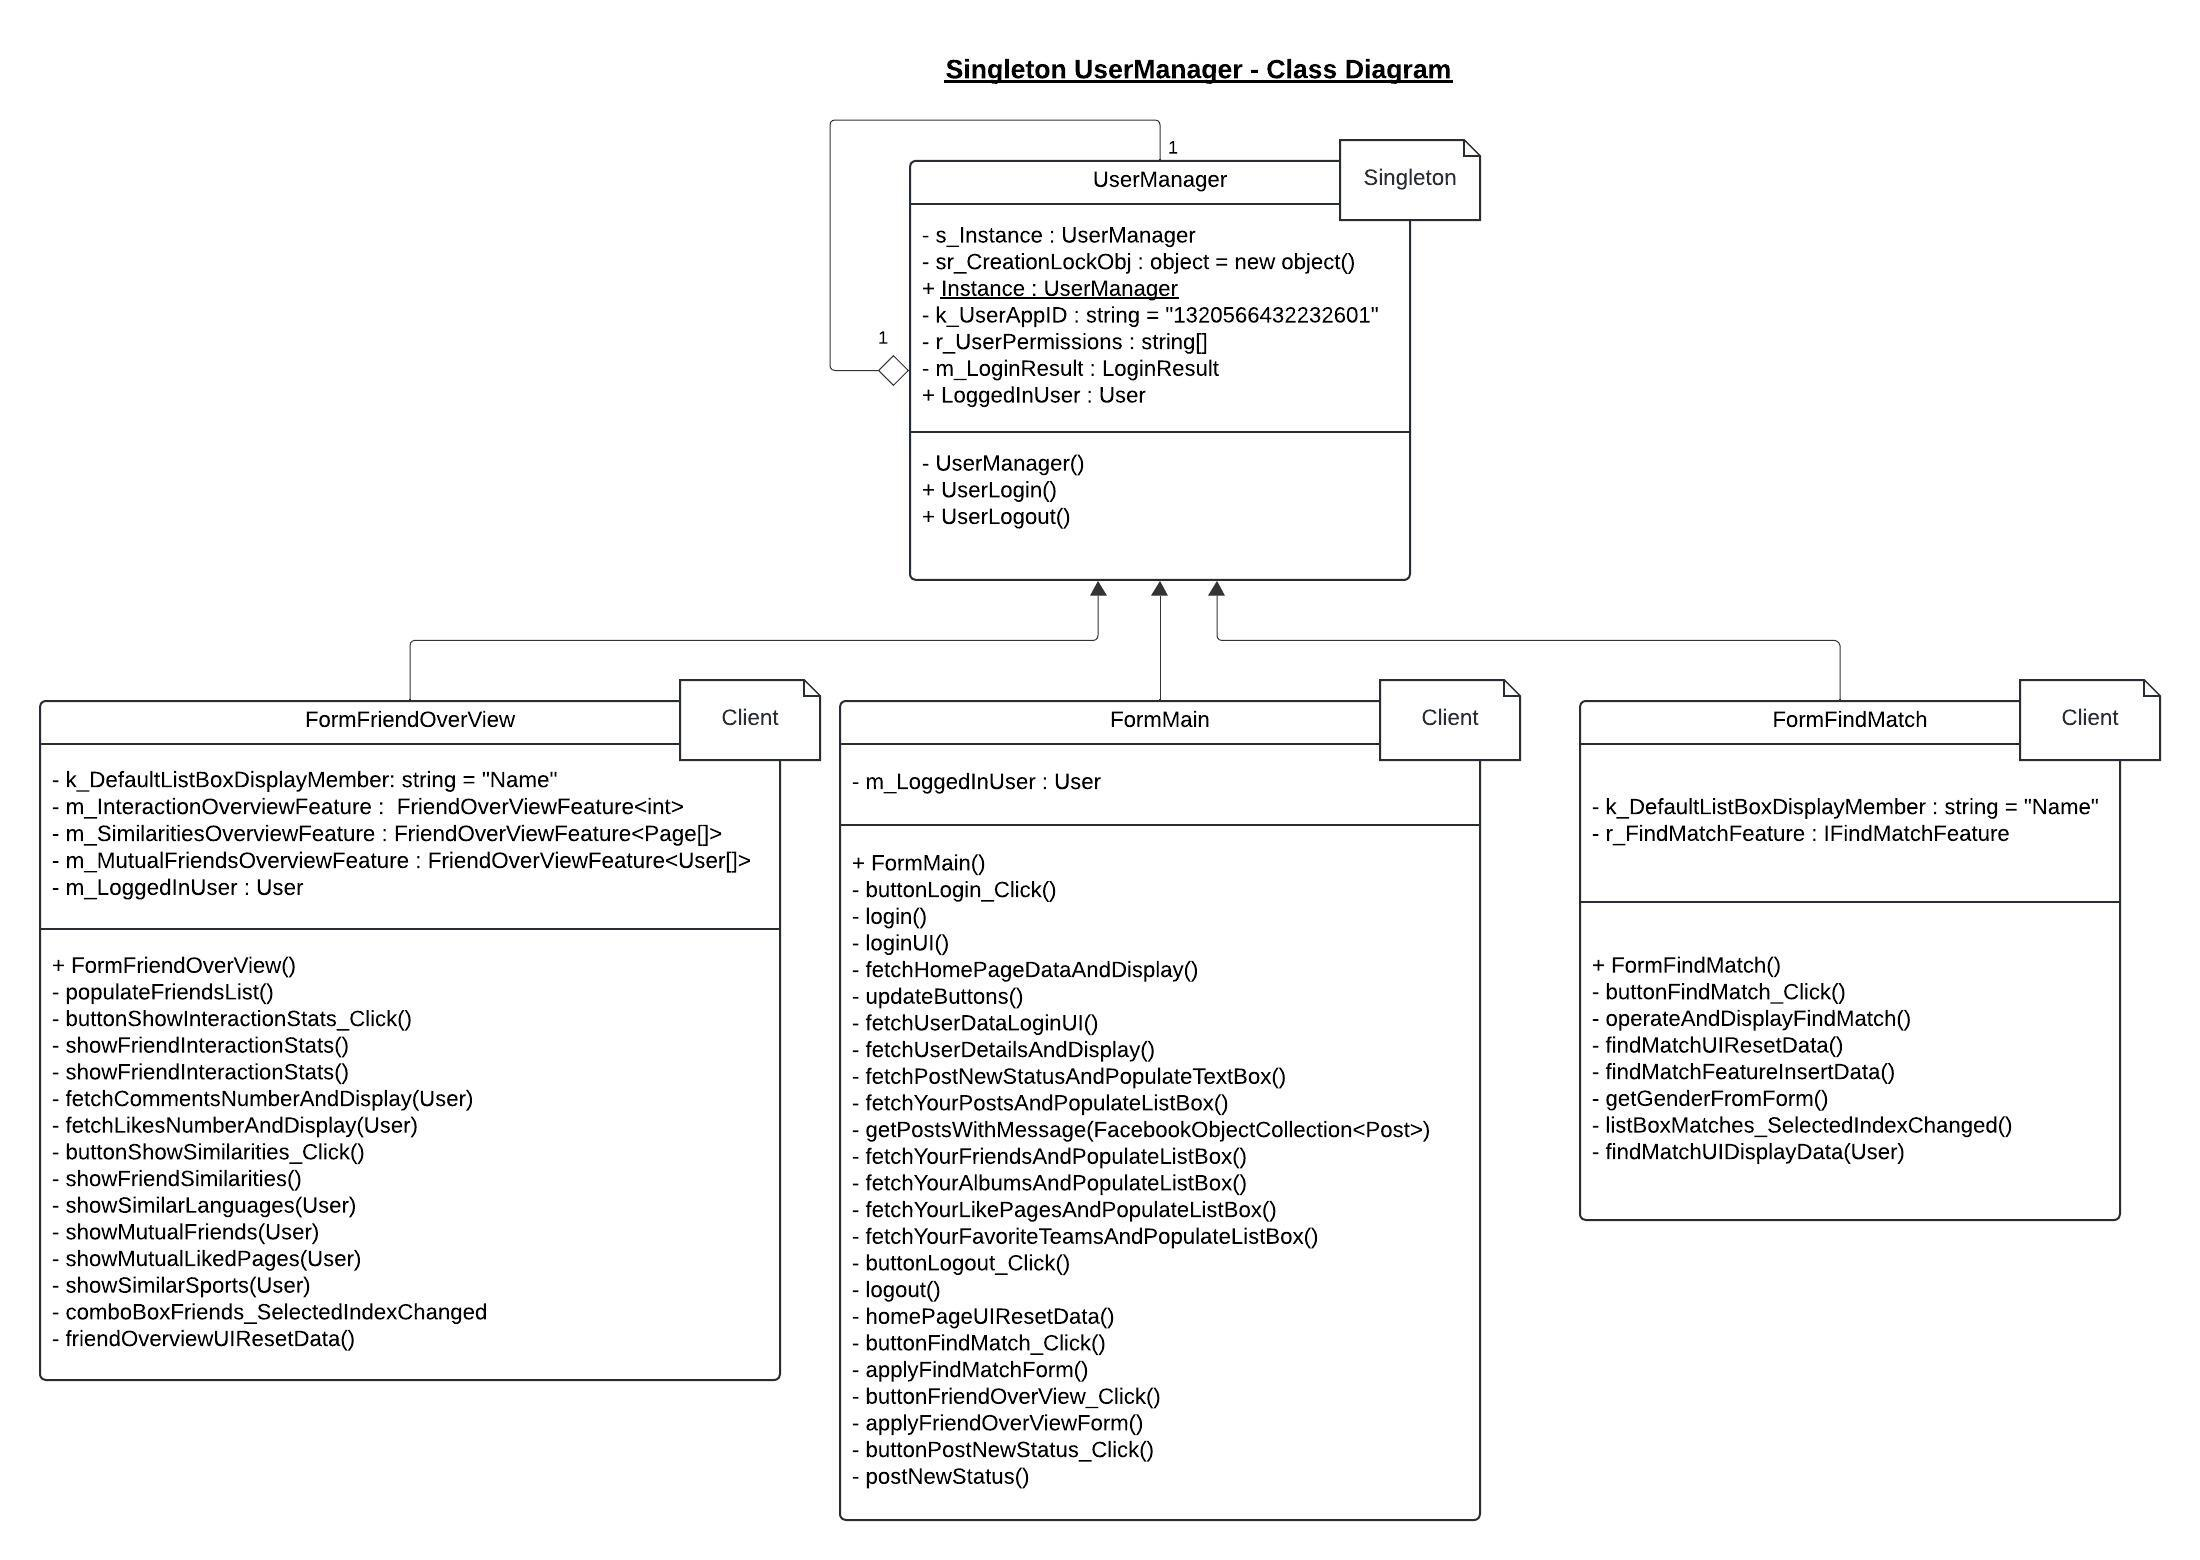 Singleton UserManager - Class Diagram
1
UserManager
Singleton
- s_Instance : UserManager
- sr_CreationLockObj : object = new object()
+ Instance : UserManager
- k_UserAppID : string = "1320566432232601"
- r_UserPermissions : string[]
- m_LoginResult : LoginResult
+ LoggedInUser : User
1
- UserManager()
+ UserLogin()
+ UserLogout()
FormFriendOverView
Client
- k_DefaultListBoxDisplayMember: string = "Name"
- m_InteractionOverviewFeature :  FriendOverViewFeature<int>
- m_SimilaritiesOverviewFeature : FriendOverViewFeature<Page[]>
- m_MutualFriendsOverviewFeature : FriendOverViewFeature<User[]>
- m_LoggedInUser : User
+ FormFriendOverView()
- populateFriendsList()
- buttonShowInteractionStats_Click()
- showFriendInteractionStats()
- showFriendInteractionStats()
- fetchCommentsNumberAndDisplay(User)
- fetchLikesNumberAndDisplay(User)
- buttonShowSimilarities_Click()
- showFriendSimilarities()
- showSimilarLanguages(User)
- showMutualFriends(User)
- showMutualLikedPages(User)
- showSimilarSports(User)
- comboBoxFriends_SelectedIndexChanged
- friendOverviewUIResetData()
FormMain
Client
- m_LoggedInUser : User
+ FormMain()
- buttonLogin_Click()
- login()
- loginUI()
- fetchHomePageDataAndDisplay()
- updateButtons()
- fetchUserDataLoginUI()
- fetchUserDetailsAndDisplay()
- fetchPostNewStatusAndPopulateTextBox()
- fetchYourPostsAndPopulateListBox()
- getPostsWithMessage(FacebookObjectCollection<Post>)
- fetchYourFriendsAndPopulateListBox()
- fetchYourAlbumsAndPopulateListBox()
- fetchYourLikePagesAndPopulateListBox()
- fetchYourFavoriteTeamsAndPopulateListBox()
- buttonLogout_Click()
- logout()
- homePageUIResetData()
- buttonFindMatch_Click()
- applyFindMatchForm()
- buttonFriendOverView_Click()
- applyFriendOverViewForm()
- buttonPostNewStatus_Click()
- postNewStatus()
FormFindMatch
Client
- k_DefaultListBoxDisplayMember : string = "Name"
- r_FindMatchFeature : IFindMatchFeature
+ FormFindMatch()
- buttonFindMatch_Click()
- operateAndDisplayFindMatch()
- findMatchUIResetData()
- findMatchFeatureInsertData()
- getGenderFromForm()
- listBoxMatches_SelectedIndexChanged()
- findMatchUIDisplayData(User)